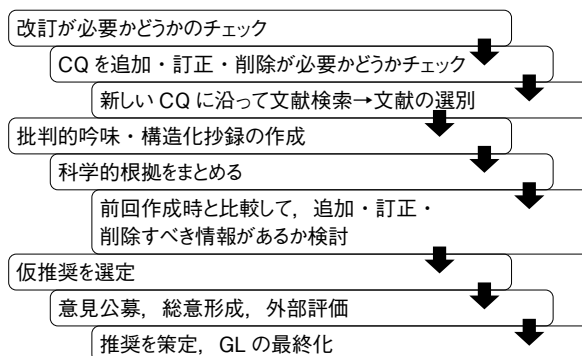 改訂が必要かどうかのチェック
CQ を追加・訂正・削除が必要かどうかチェック
新しい CQ に沿って文献検索→文献の選別
批判的吟味・構造化抄録の作成
科学的根拠をまとめる
前回作成時と比較して，追加・訂正・
削除すべき情報があるか検討
仮推奨を選定
意見公募，総意形成，外部評価
推奨を策定，GL の最終化